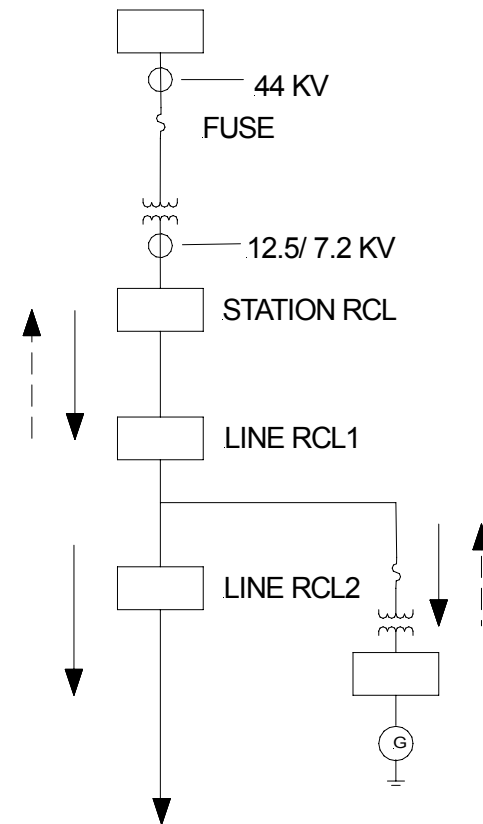 44 KV
FUSE
12.5/ 7.2 KV
STATION RCL
LINE RCL1
LINE RCL2
G